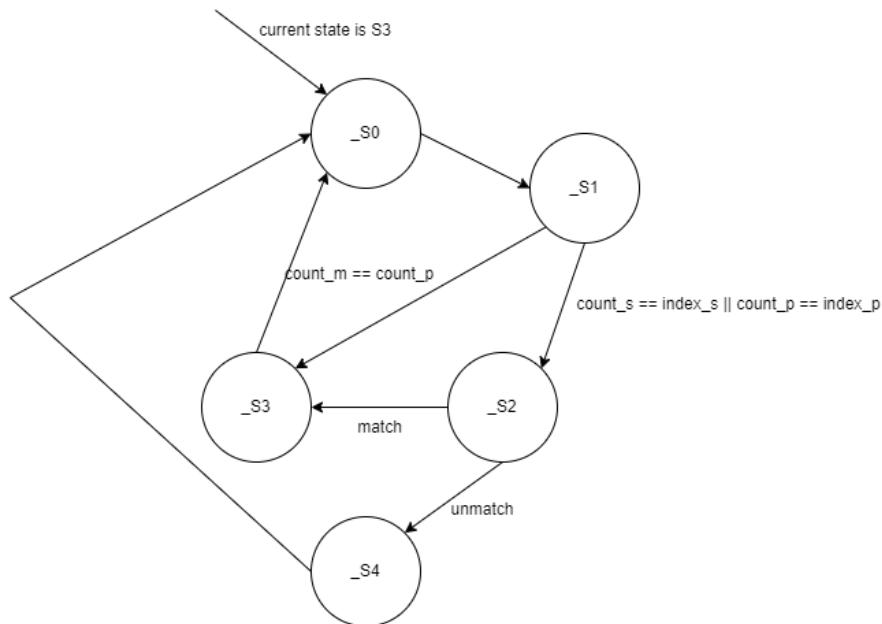 current state is S3
_S0
_S1
count_m == count_p
count_s == index_s || count_p == index_p
_S3
_S2
match
unmatch
_S4